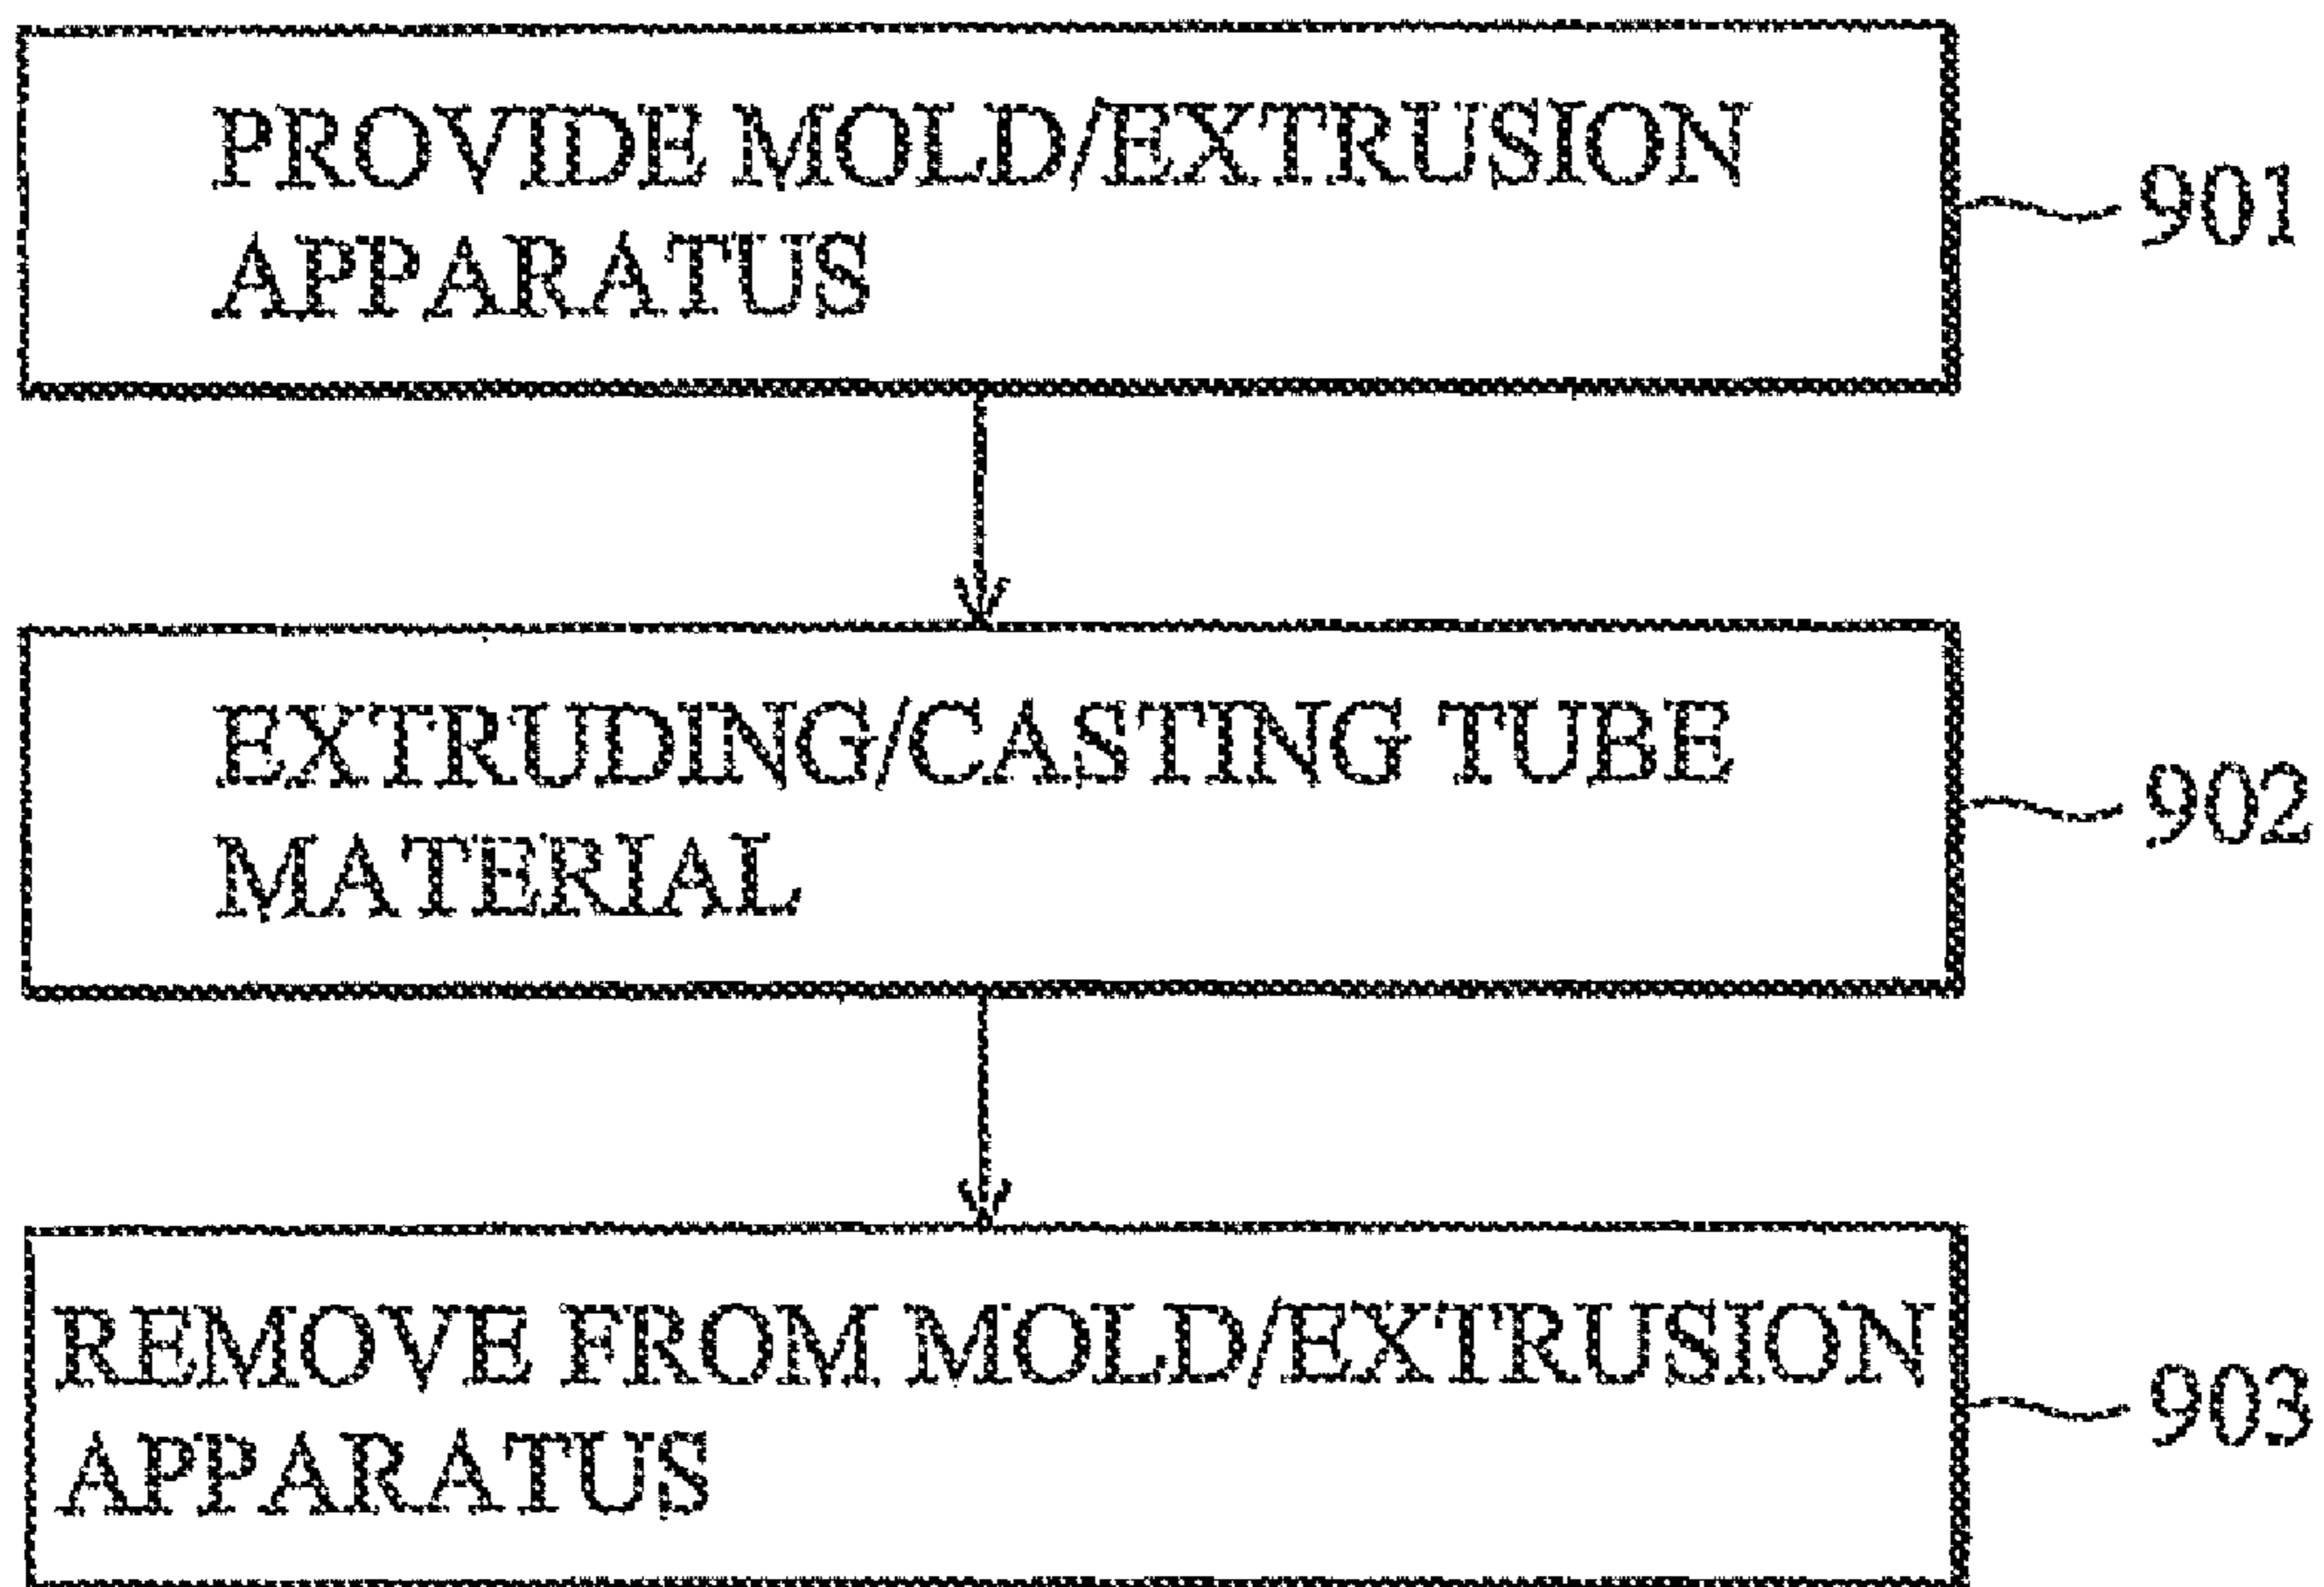 PROVIDE MOLD/EXTRUSION
APPARATUS
901
EXTRUDING/CASTING TUBE
MATERIAL
902
REMOVE FROM MOLD/EXTRUSION
APPARATUS
903